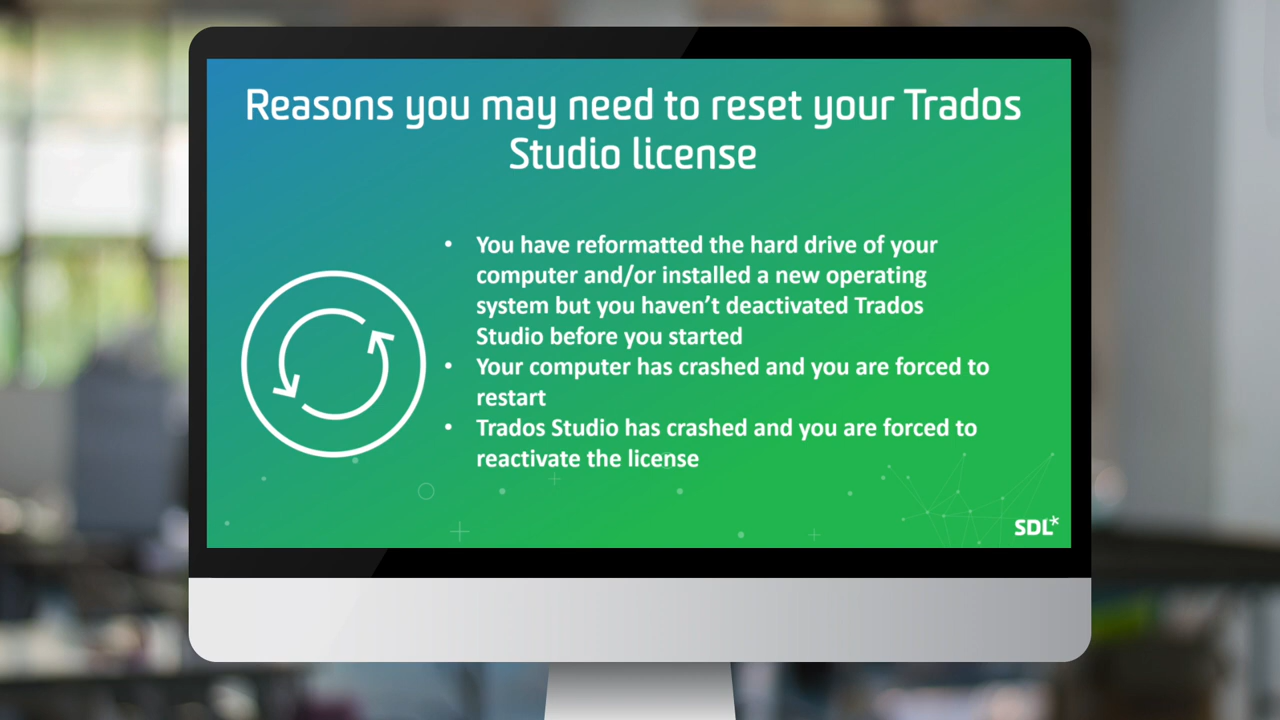 Reasons you may need to reset your Trados
Studio license
• You have reformatted the hard drive of your
computer and/or installed a new operating
system but you haven’t deactivated Trados
Studio before you started
• Your computer has crashed and you are forced to
restart
• Trados Studio has crashed and you are forced to
reactivate the license
SDL*